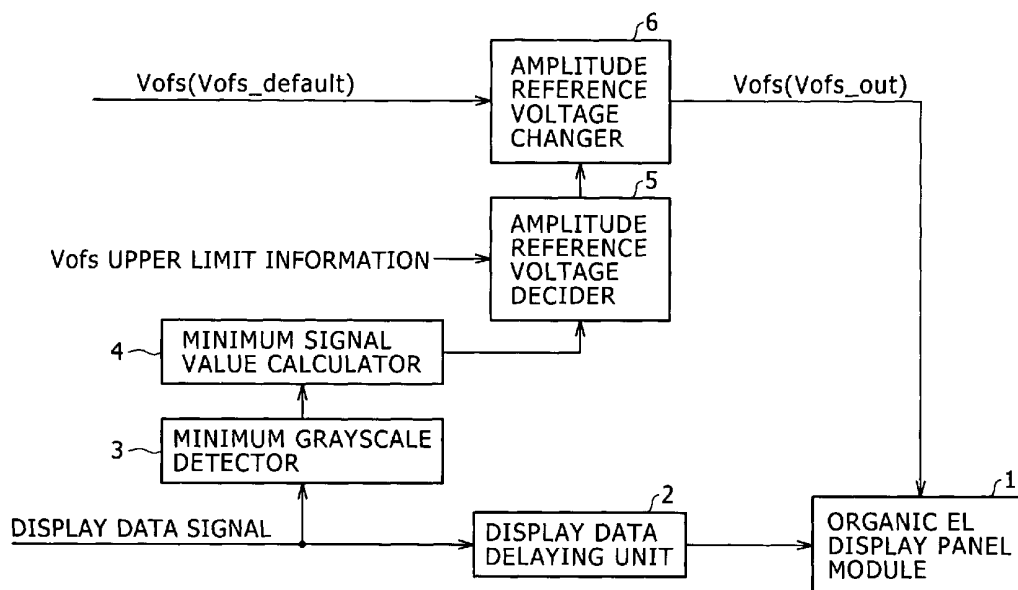 6
Vofs(Vofs_default)
AMPLITUDE
REFERENCE
VOLTAGE
CHANGER
Vofs(Vofs_out)
5
Vofs UPPER LIMIT INFORMATION
AMPLITUDE
REFERENCE
VOLTAGE
DECIDER
4
MINIMUM SIGNAL
VALUE CALCULATOR
3
MINIMUM GRAYSCALE
DETECTOR
DISPLAY DATA SIGNAL
2
DISPLAY DATA
DELAYING UNIT
1
ORGANIC EL
DISPLAY PANEL
MODULE